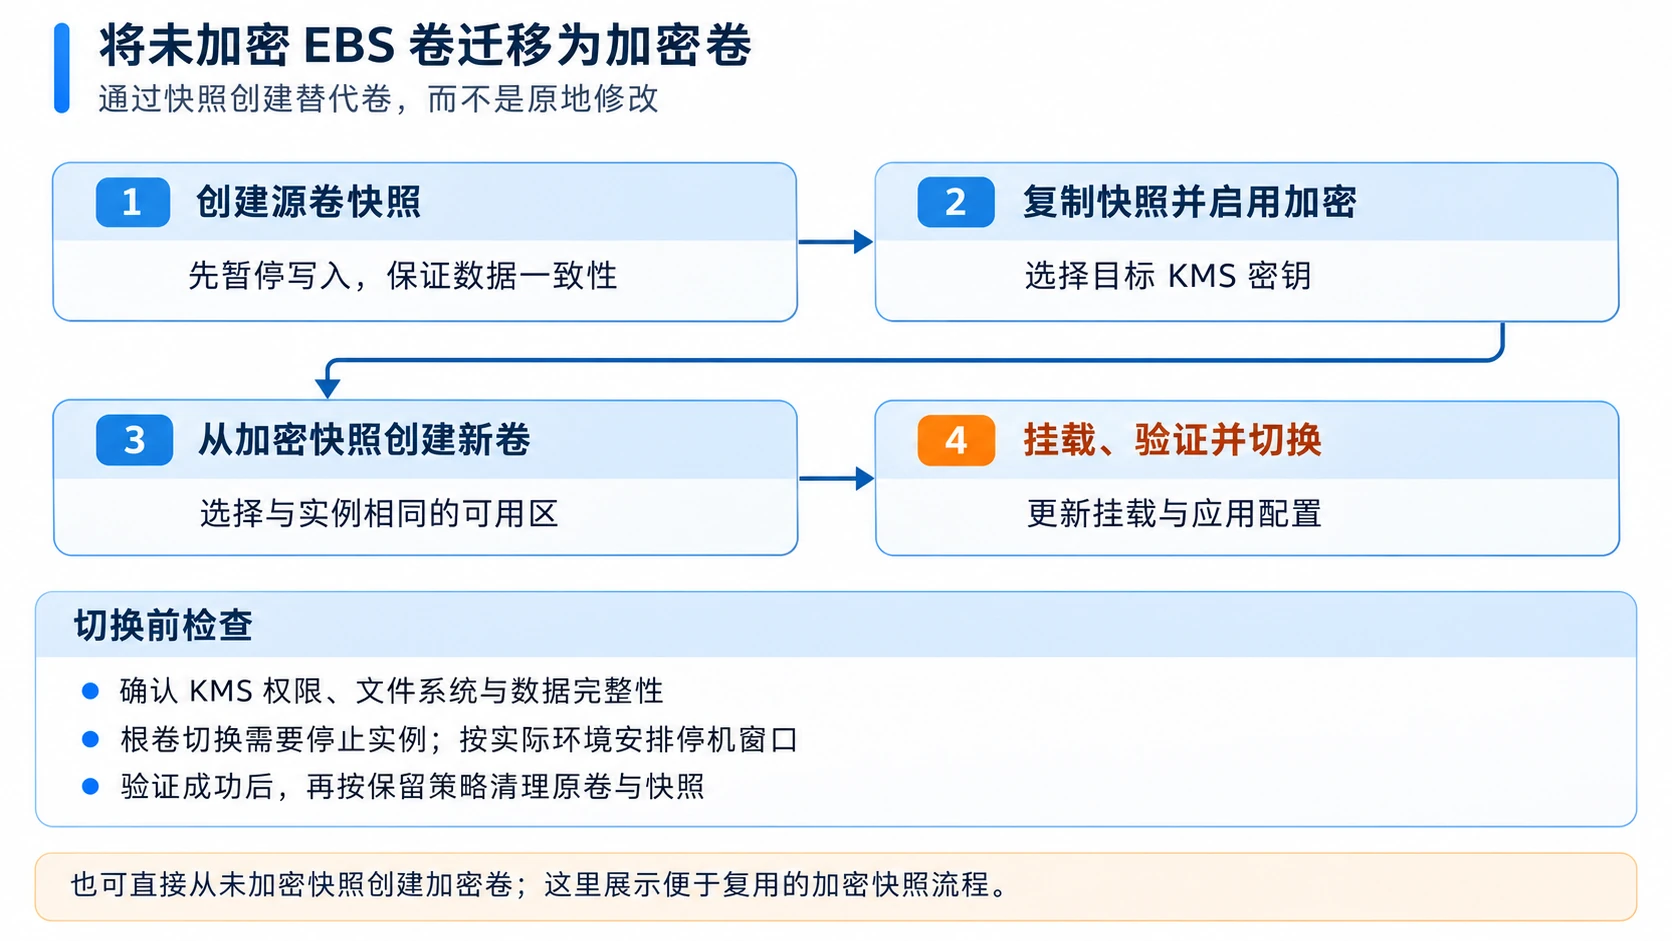 将未加密 EBS 卷迁移为加密卷
通过快照创建替代卷，而不是原地修改
1 创建源卷快照
先暂停写入，保证数据一致性
2 复制快照并启用加密
选择目标 KMS 密钥
3 从加密快照创建新卷
选择与实例相同的可用区
4 挂载、验证并切换
更新挂载与应用配置
切换前检查
确认 KMS 权限、文件系统与数据完整性
根卷切换需要停止实例；按实际环境安排停机窗口
验证成功后，再按保留策略清理原卷与快照
也可直接从未加密快照创建加密卷；这里展示便于复用的加密快照流程。